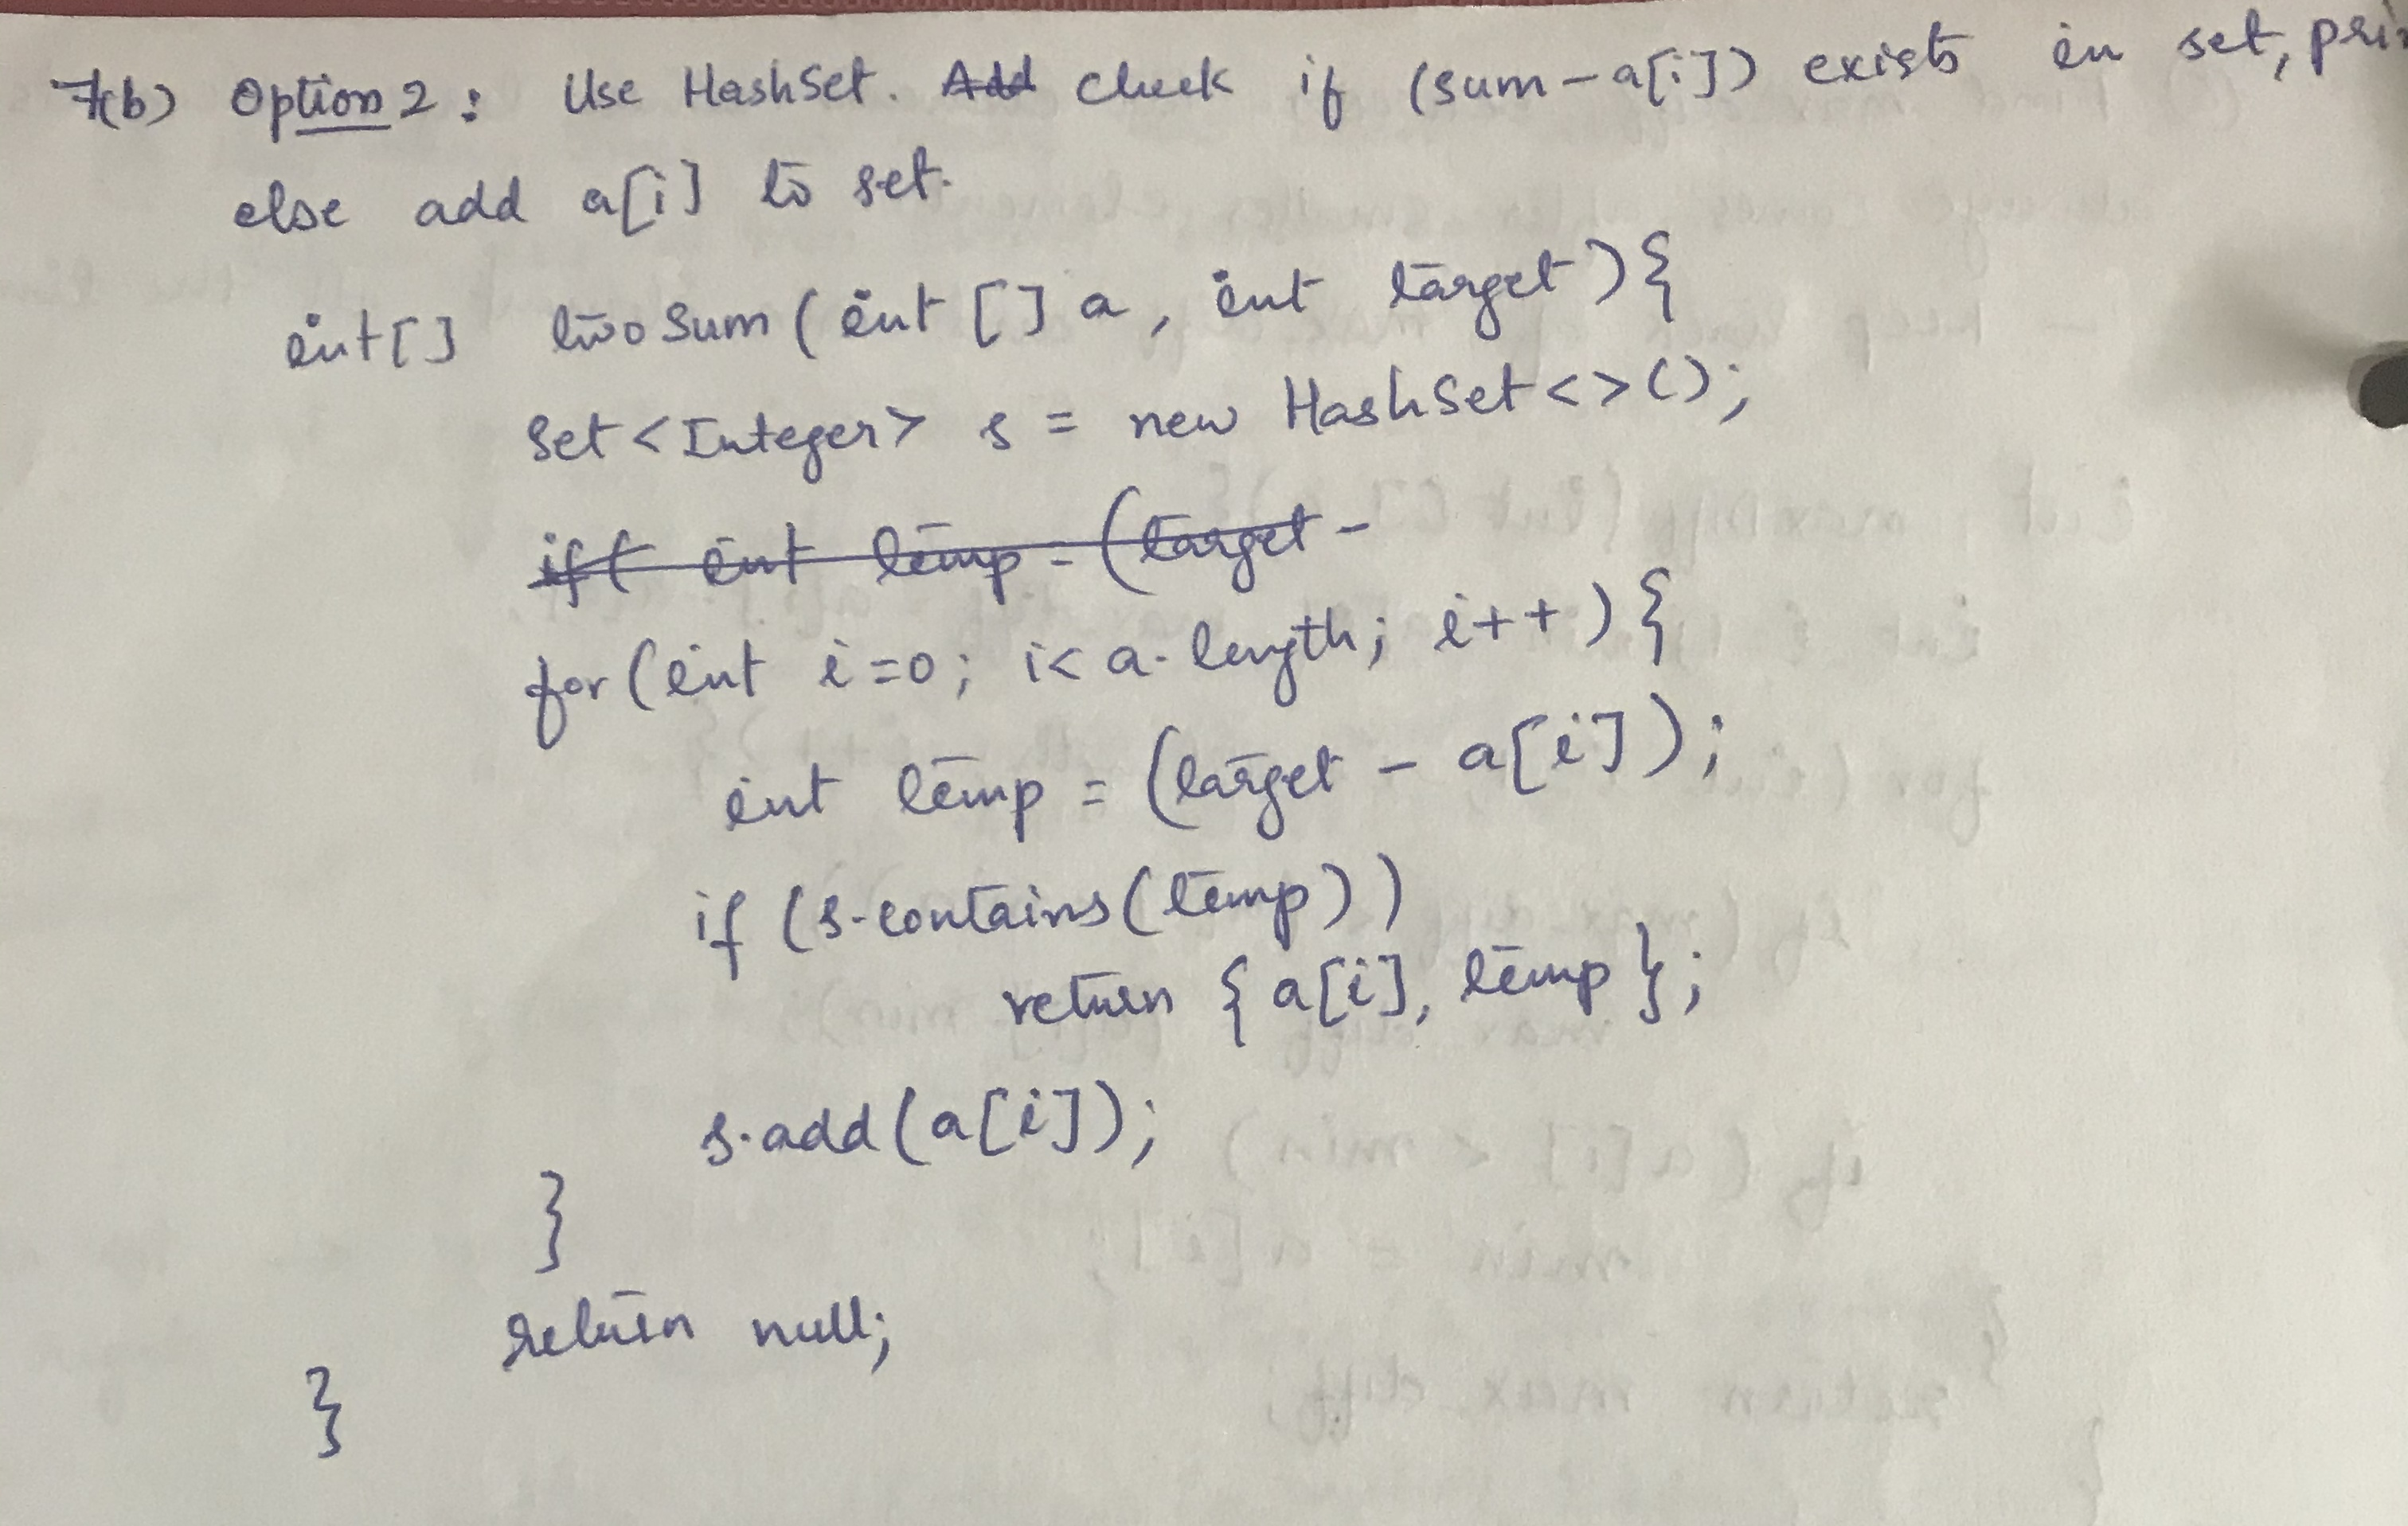 7(b) Option 2: Use HashSet. Add check if (sum-a[i]) exists in set,
else add a[i] to set.
int[] twoSum(int[] a, int target){
Set<Integer> s = new HashSet<>();
if( int temp = (target -
for(int i=0; i<a.length; i++){
int temp = (target - a[i]);
if (s.contains(temp))
return {a[i], temp};
s.add(a[i]);
}
return null;
}